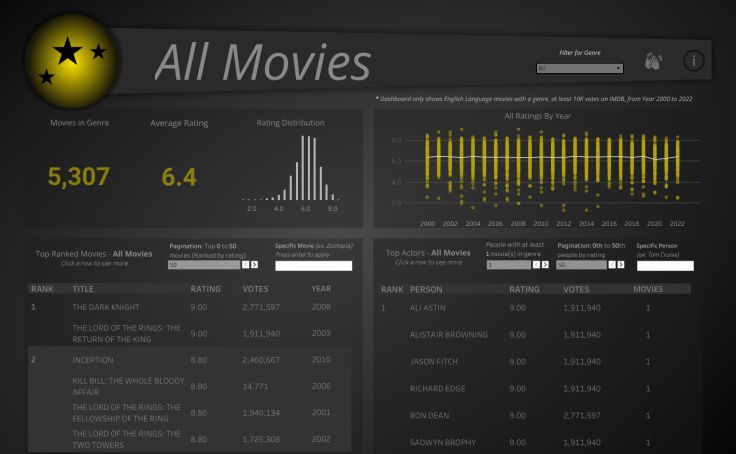 All Movies
Filter for Genre
All
i
* Dashboard only shows English Language movies with a genre, at least 10K votes on IMDB, from Year 2000 to 2022
Movies in Genre
Average Rating
Rating Distribution
5,307
6.4
2.0 4.0 6.0 8.0
All Ratings By Year
8.0
6.0
4.0
2.0
2000 2002 2004 2006 2008 2010 2012 2014 2016 2018 2020 2022
Top Ranked Movies - All Movies
Click a row to see more
Pagination: Top 0 to 50
movies (Ranked by rating)
50
Specific Movie (ex: Zootopia)
Press enter to apply
RANK TITLE RATING VOTES YEAR
1 THE DARK KNIGHT 9.00 2,771,597 2008
THE LORD OF THE RINGS: THE
RETURN OF THE KING 9.00 1,911,940 2003
2 INCEPTION 8.80 2,460,667 2010
KILL BILL: THE WHOLE BLOODY
AFFAIR 8.80 14,771 2006
THE LORD OF THE RINGS: THE
FELLOWSHIP OF THE RING 8.80 1,940,134 2001
THE LORD OF THE RINGS: THE
TWO TOWERS 8.80 1,725,308 2002
Top Actors - All Movies
Click a row to see more
People with at least
1 movie(s) in genre
1
Pagination: 0th to 50th
people by rating
50
Specific Person
(ex: Tom Cruise)
RANK PERSON RATING VOTES MOVIES
1 ALI ASTIN 9.00 1,911,940 1
ALISTAIR BROWNING 9.00 1,911,940 1
JASON FITCH 9.00 1,911,940 1
RICHARD EDGE 9.00 1,911,940 1
RON DEAN 9.00 2,771,597 1
SADWYN BROPHY 9.00 1,911,940 1